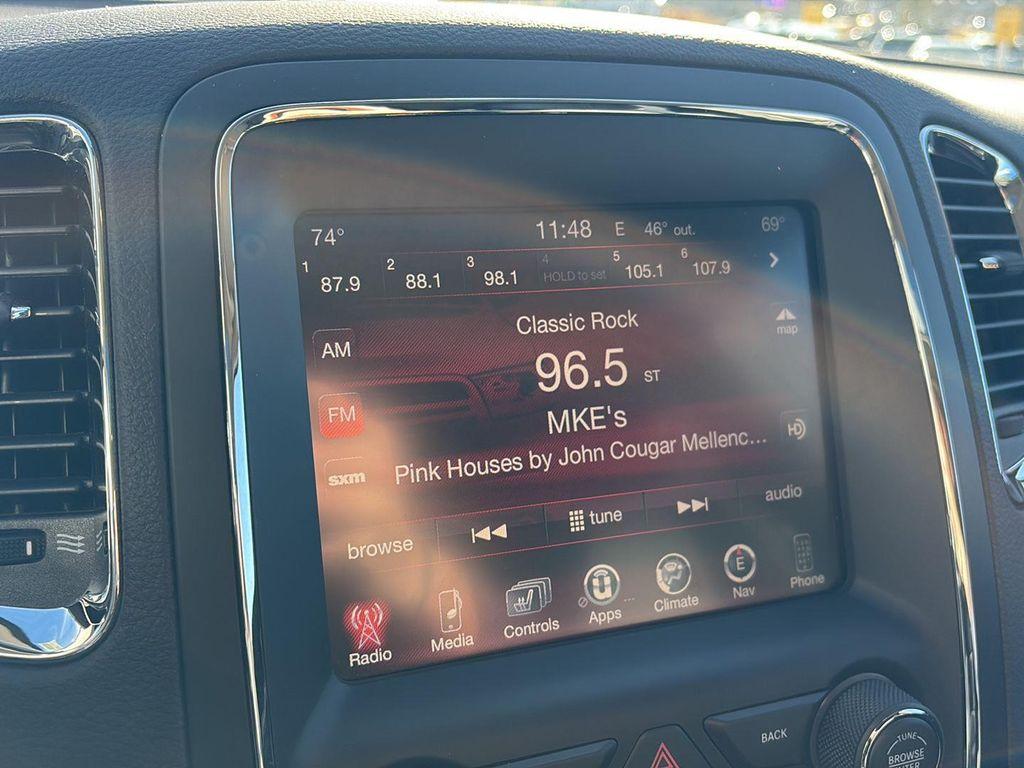 74° 11:48 E 46° out. 69°
1 87.9 2 88.1 3 98.1 4 HOLD to set 5 105.1 6 107.9
Classic Rock
map
AM
96.5 ST
FM
MKE's
HD
sxm
Pink Houses by John Cougar Mellenc...
browse tune audio
Radio Media Controls Apps Climate E Nav Phone
BACK
TUNE
BROWSE